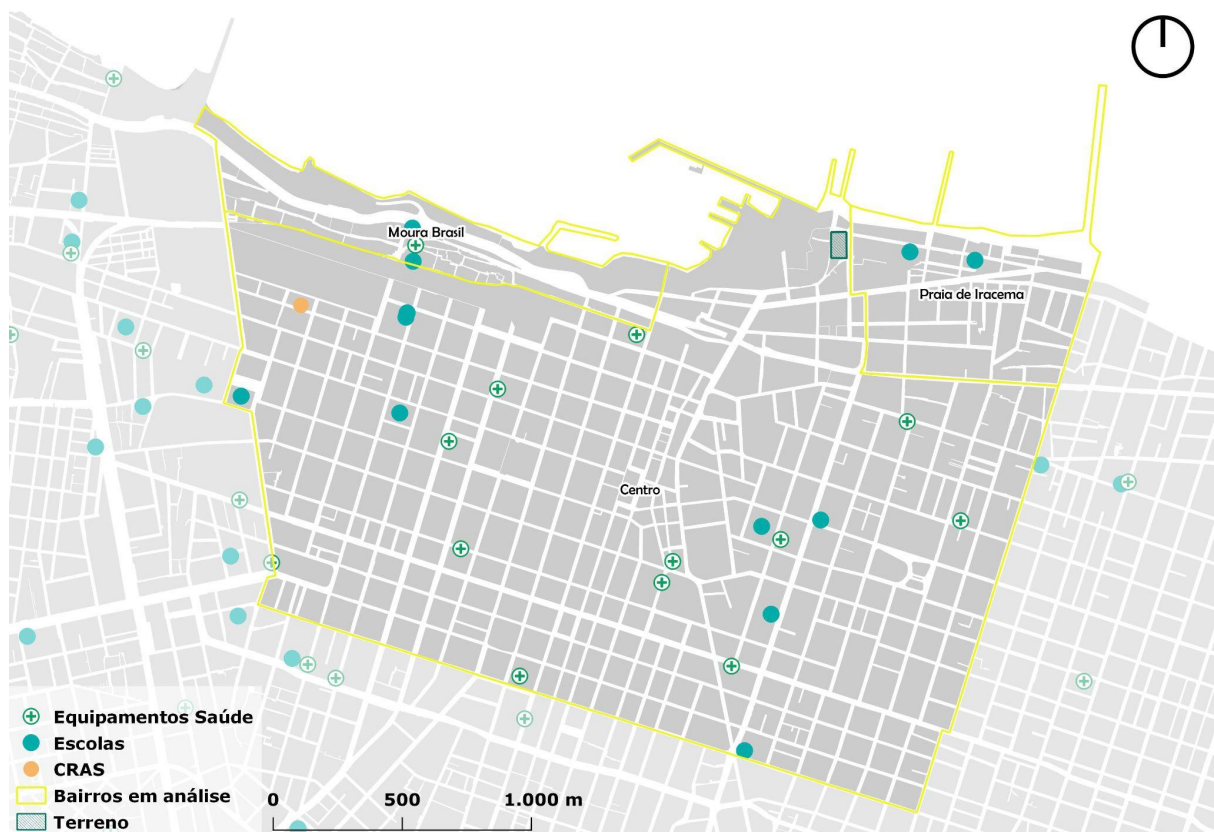 Moura Brasil
Praia de Iracema
Centro
Equipamentos Saúde
Escolas
CRAS
Bairros em análise
Terreno
0 500 1.000 m